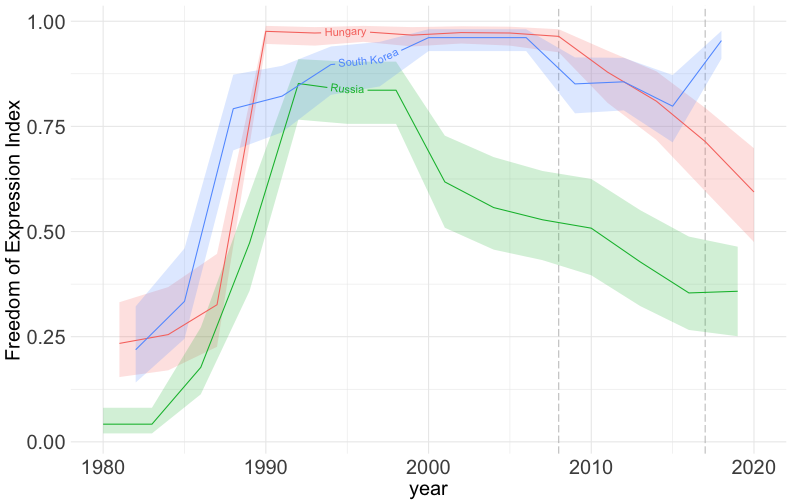 Freedom of Expression Index
1.00
0.75
0.50
0.25
0.00
Hungary
South Korea
Russia
1980
1990
2000
2010
2020
year